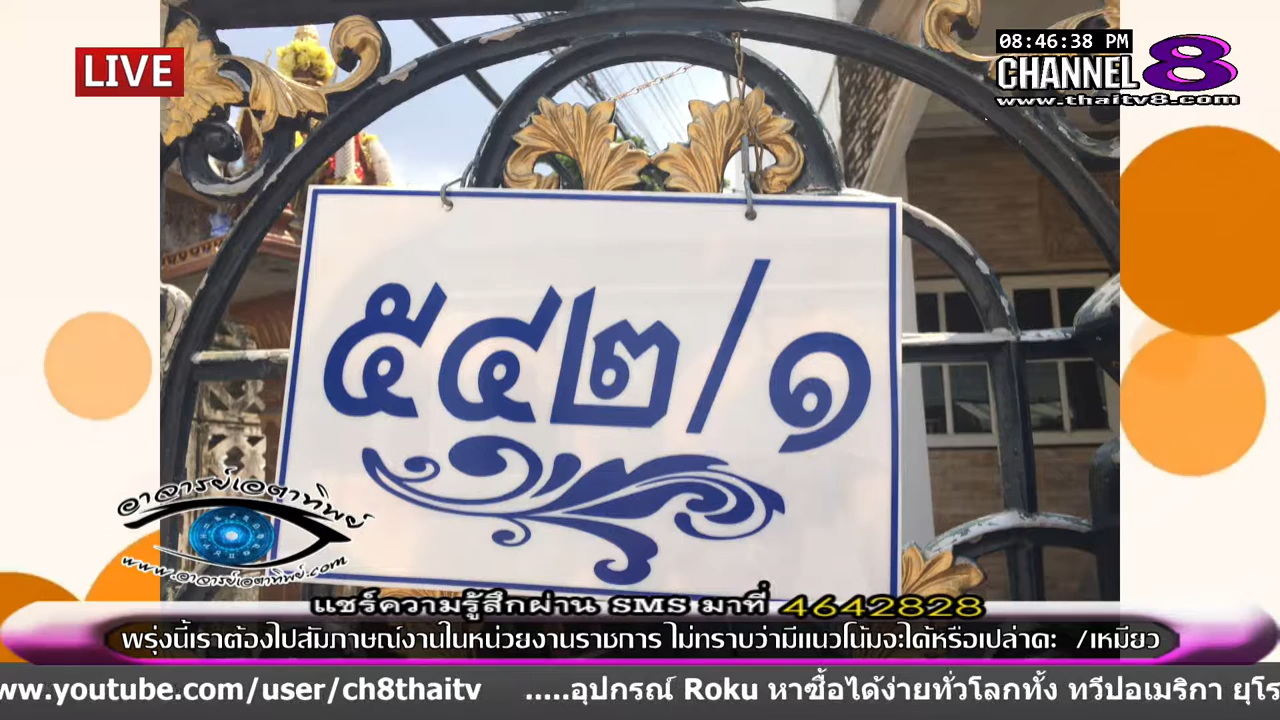 LIVE
08:46:38 PM
CHANNEL 8
www.thaitv8.com
๕๔๒/๑
อาจารย์เอตาทิพย์
www.อาจารย์เอตาทิพย์.com
แชร์ความรู้สึกผ่าน SMS มาที่ 4642828
พรุ่งนี้เราต้องไปสัมภาษณ์งานในหน่วยงานราชการ ไม่ทราบว่ามีแนวโน้มจะได้หรือเปล่าคะ /เหมียว
ww.youtube.com/user/ch8thaitv .....อุปกรณ์ Roku หาซื้อได้ง่ายทั่วโลกทั้ง ทวีปอเมริกา ยุโร